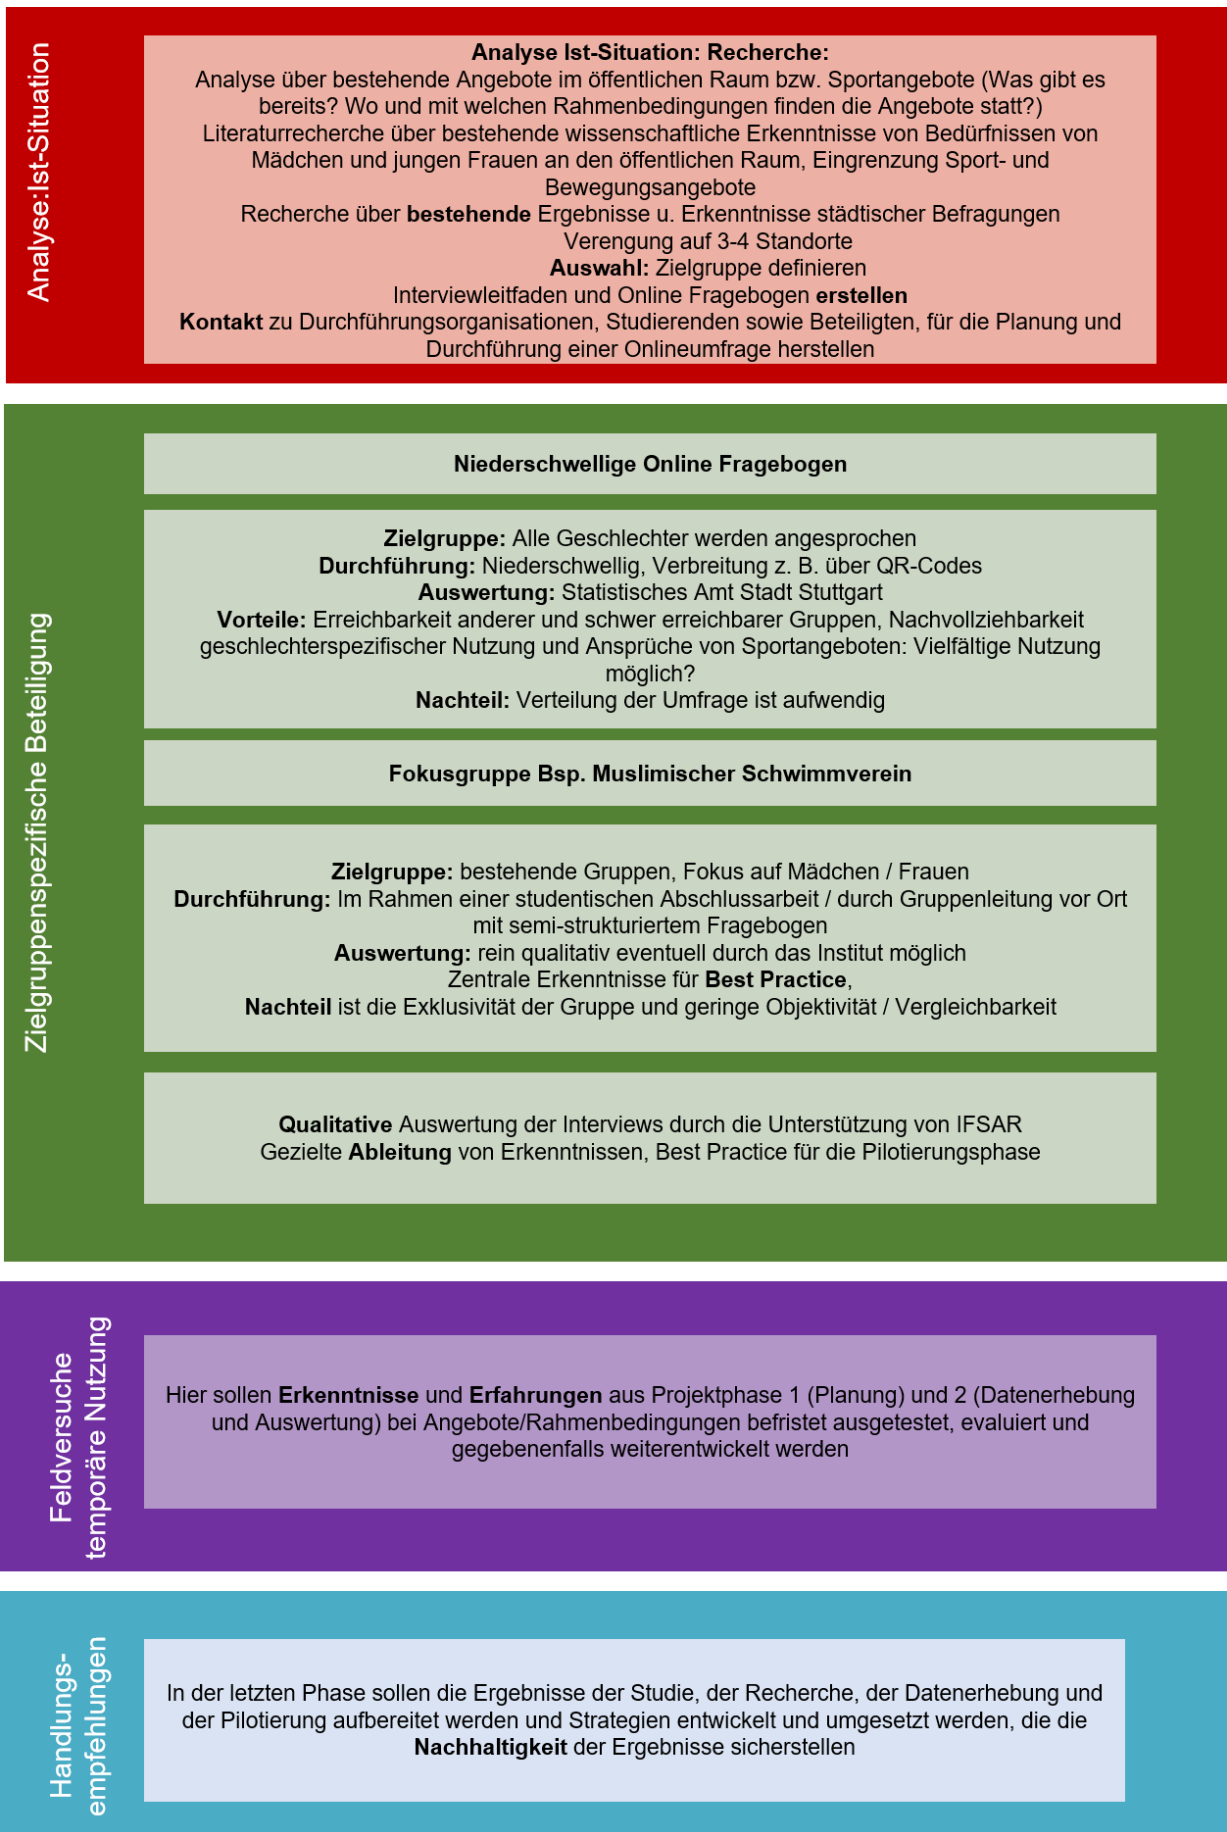 Analyse:Ist-Situation
Analyse Ist-Situation: Recherche:
Analyse über bestehende Angebote im öffentlichen Raum bzw. Sportangebote (Was gibt es
bereits? Wo und mit welchen Rahmenbedingungen finden die Angebote statt?)
Literaturrecherche über bestehende wissenschaftliche Erkenntnisse von Bedürfnissen von
Mädchen und jungen Frauen an den öffentlichen Raum, Eingrenzung Sport- und
Bewegungsangebote
Recherche über bestehende Ergebnisse u. Erkenntnisse städtischer Befragungen
Verengung auf 3-4 Standorte
Auswahl: Zielgruppe definieren
Interviewleitfaden und Online Fragebogen erstellen
Kontakt zu Durchführungsorganisationen, Studierenden sowie Beteiligten, für die Planung und
Durchführung einer Onlineumfrage herstellen
Zielgruppenspezifische Beteiligung
Niederschwellige Online Fragebogen
Zielgruppe: Alle Geschlechter werden angesprochen
Durchführung: Niederschwellig, Verbreitung z. B. über QR-Codes
Auswertung: Statistisches Amt Stadt Stuttgart
Vorteile: Erreichbarkeit anderer und schwer erreichbarer Gruppen, Nachvollziehbarkeit
geschlechterspezifischer Nutzung und Ansprüche von Sportangeboten: Vielfältige Nutzung
möglich?
Nachteil: Verteilung der Umfrage ist aufwendig
Fokusgruppe Bsp. Muslimischer Schwimmverein
Zielgruppe: bestehende Gruppen, Fokus auf Mädchen / Frauen
Durchführung: Im Rahmen einer studentischen Abschlussarbeit / durch Gruppenleitung vor Ort
mit semi-strukturiertem Fragebogen
Auswertung: rein qualitativ eventuell durch das Institut möglich
Zentrale Erkenntnisse für Best Practice,
Nachteil ist die Exklusivität der Gruppe und geringe Objektivität / Vergleichbarkeit
Qualitative Auswertung der Interviews durch die Unterstützung von IFSAR
Gezielte Ableitung von Erkenntnissen, Best Practice für die Pilotierungsphase
Feldversuche
temporäre Nutzung
Hier sollen Erkenntnisse und Erfahrungen aus Projektphase 1 (Planung) und 2 (Datenerhebung
und Auswertung) bei Angebote/Rahmenbedingungen befristet ausgetestet, evaluiert und
gegebenenfalls weiterentwickelt werden
Handlungs-
empfehlungen
In der letzten Phase sollen die Ergebnisse der Studie, der Recherche, der Datenerhebung und
der Pilotierung aufbereitet werden und Strategien entwickelt und umgesetzt werden, die die
Nachhaltigkeit der Ergebnisse sicherstellen